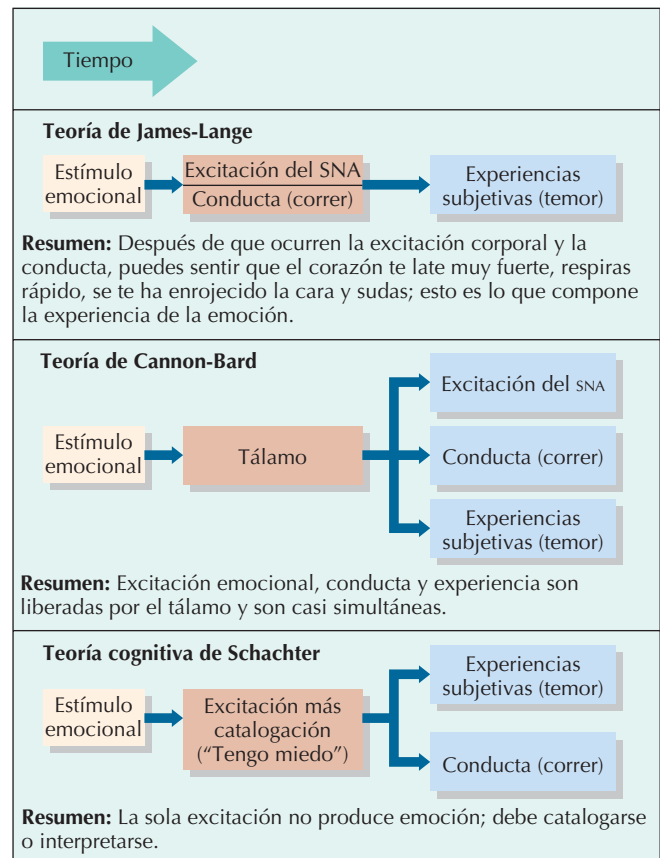 Tiempo
Teoría de James-Lange
Estímulo
emocional
Excitación del SNA
Conducta (correr)
Experiencias
subjetivas (temor)
Resumen: Después de que ocurren la excitación corporal y la
conducta, puedes sentir que el corazón te late muy fuerte, respiras
rápido, se te ha enrojecido la cara y sudas; esto es lo que compone
la experiencia de la emoción.
Teoría de Cannon-Bard
Estímulo
emocional
Tálamo
Excitación del SNA
Conducta (correr)
Experiencias
subjetivas (temor)
Resumen: Excitación emocional, conducta y experiencia son
liberadas por el tálamo y son casi simultáneas.
Teoría cognitiva de Schachter
Estímulo
emocional
Excitación más
catalogación
(“Tengo miedo”)
Experiencias
subjetivas (temor)
Conducta (correr)
Resumen: La sola excitación no produce emoción; debe catalogarse
o interpretarse.